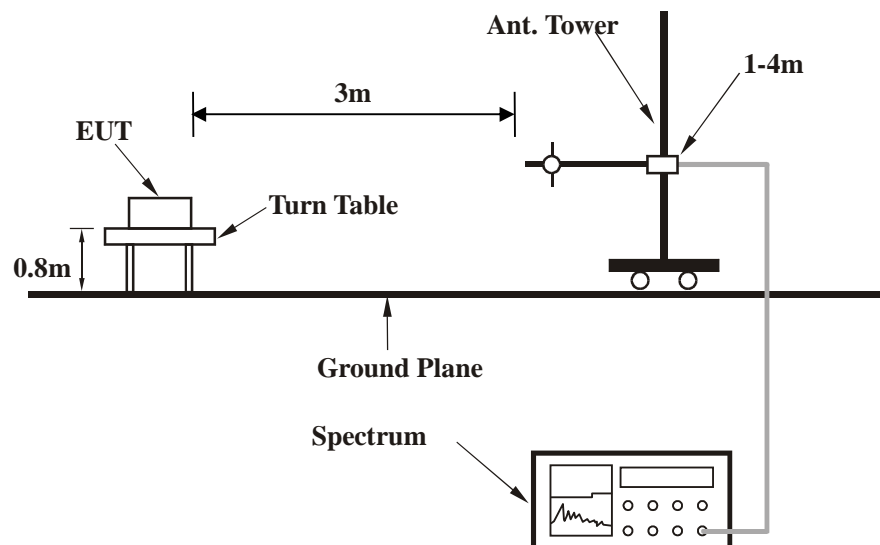 Ant. Tower
1-4m
3m
EUT
Turn Table
0.8m
Ground Plane
Spectrum